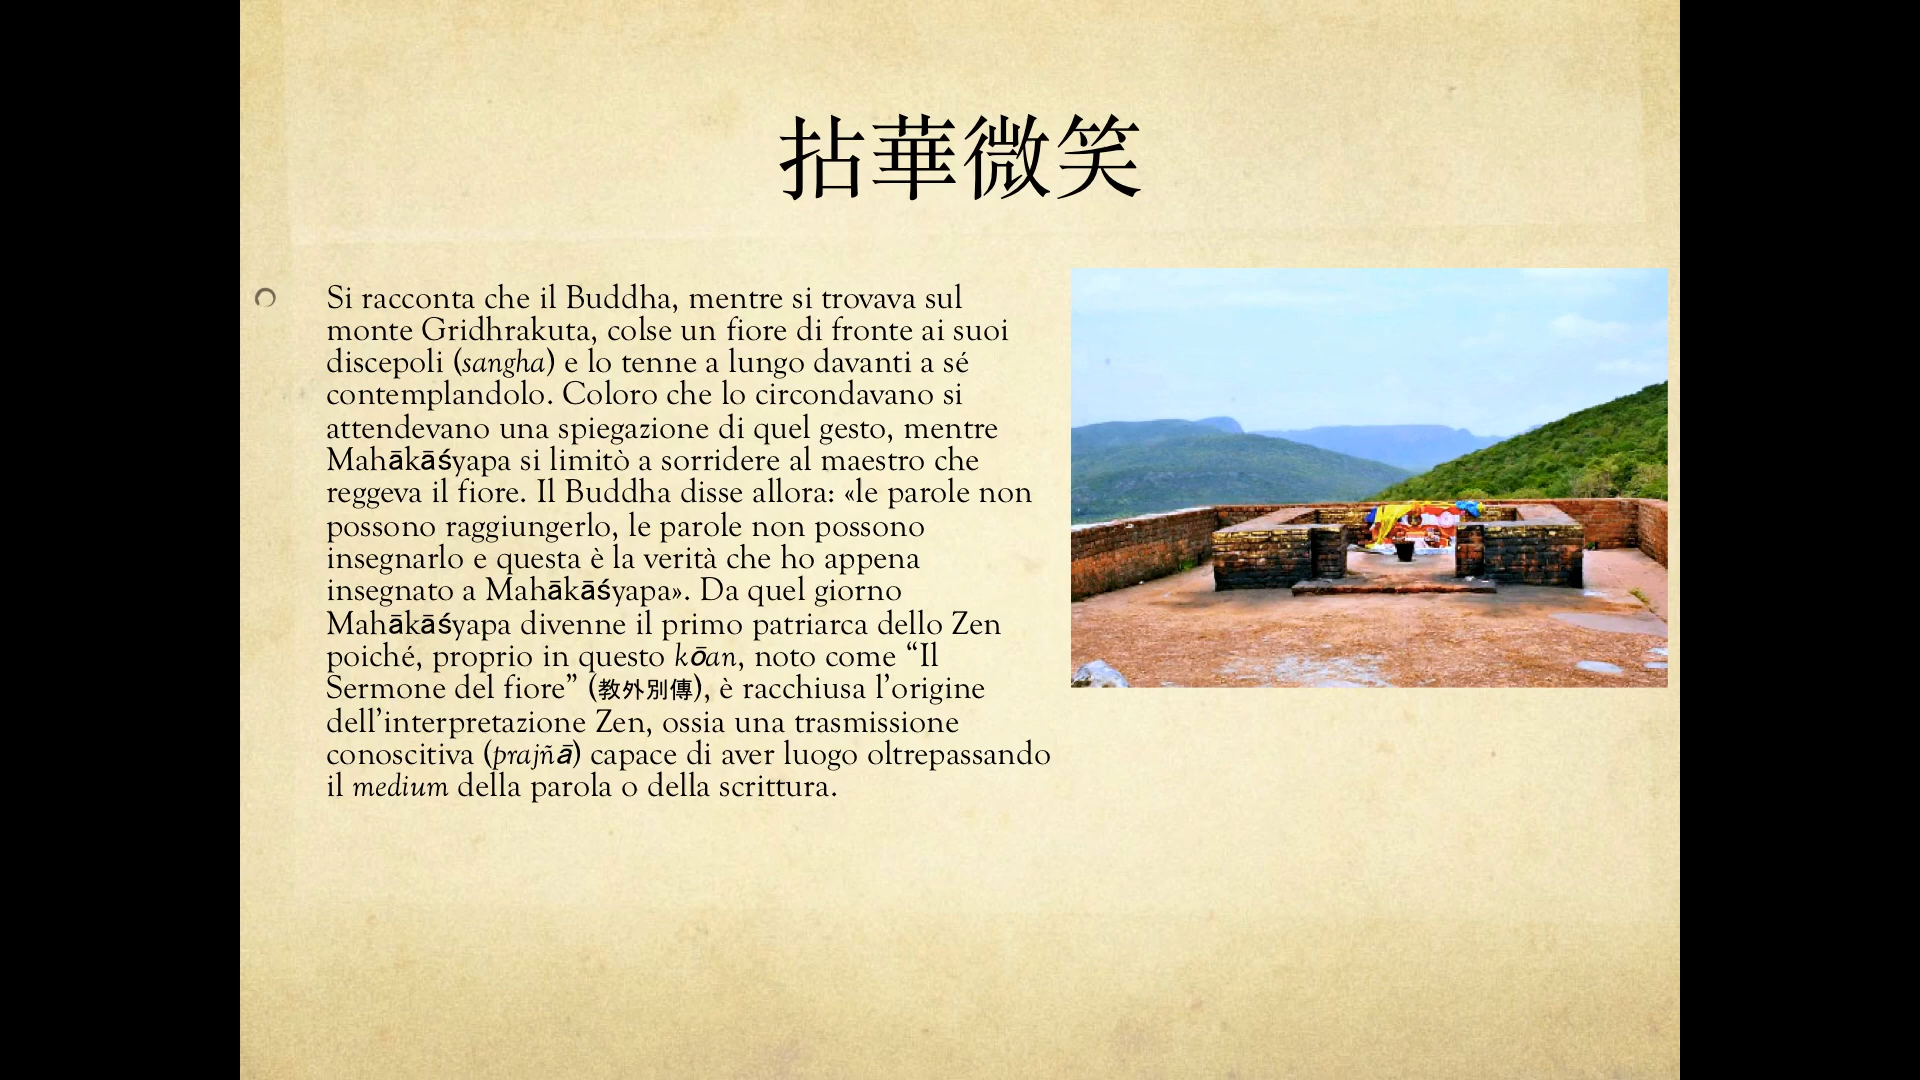 拈華微笑
Si racconta che il Buddha, mentre si trovava sul
monte Gridhrakuta, colse un fiore di fronte ai suoi
discepoli (sangha) e lo tenne a lungo davanti a sé
contemplandolo. Coloro che lo circondavano si
attendevano una spiegazione di quel gesto, mentre
Mahākāśyapa si limitò a sorridere al maestro che
reggeva il fiore. Il Buddha disse allora: «le parole non
possono raggiungerlo, le parole non possono
insegnarlo e questa è la verità che ho appena
insegnato a Mahākāśyapa». Da quel giorno
Mahākāśyapa divenne il primo patriarca dello Zen
poiché, proprio in questo kōan, noto come “Il
Sermone del fiore” (教外別傳), è racchiusa l’origine
dell’interpretazione Zen, ossia una trasmissione
conoscitiva (prajñā) capace di aver luogo oltrepassando
il medium della parola o della scrittura.